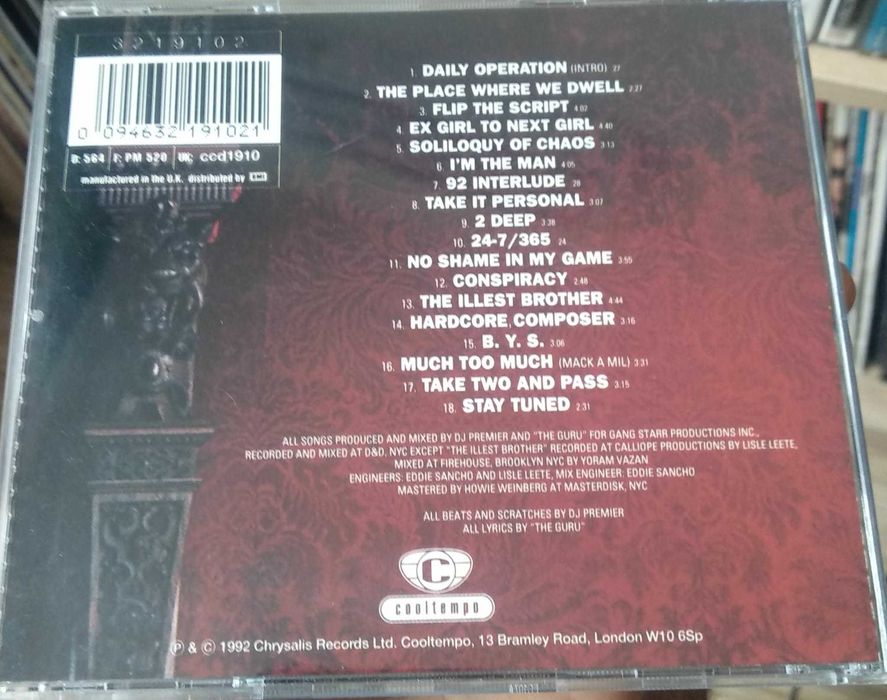 3219102
0 094632 191021
D: 564 F: PM 520 UK: ccd1910
manufactured in the U.K. distributed by EMI
1. DAILY OPERATION (INTRO) 27
2. THE PLACE WHERE WE DWELL 2:27
3. FLIP THE SCRIPT 4:02
4. EX GIRL TO NEXT GIRL 4:40
5. SOLILOQUY OF CHAOS 3:13
6. I'M THE MAN 4:05
7. 92 INTERLUDE 28
8. TAKE IT PERSONAL 3:07
9. 2 DEEP 3:38
10. 24-7/365 24
11. NO SHAME IN MY GAME 3:55
12. CONSPIRACY 2:48
13. THE ILLEST BROTHER 4:44
14. HARDCORE, COMPOSER 3:16
15. B. Y. S. 3:06
16. MUCH TOO MUCH (MACK A MIL) 3:31
17. TAKE TWO AND PASS 3:15
18. STAY TUNED 2:31
ALL SONGS PRODUCED AND MIXED BY DJ PREMIER AND "THE GURU" FOR GANG STARR PRODUCTIONS INC.,
RECORDED AND MIXED AT D&D, NYC EXCEPT "THE ILLEST BROTHER" RECORDED AT CALLIOPE PRODUCTIONS BY LISLE LEETE,
MIXED AT FIREHOUSE, BROOKLYN NYC BY YORAM VAZAN
ENGINEERS: EDDIE SANCHO AND LISLE LEETE, MIX ENGINEER: EDDIE SANCHO
MASTERED BY HOWIE WEINBERG AT MASTERDISK, NYC
ALL BEATS AND SCRATCHES BY DJ PREMIER
ALL LYRICS BY "THE GURU"
C
cooltempo
℗ & © 1992 Chrysalis Records Ltd. Cooltempo, 13 Bramley Road, London W10 6Sp